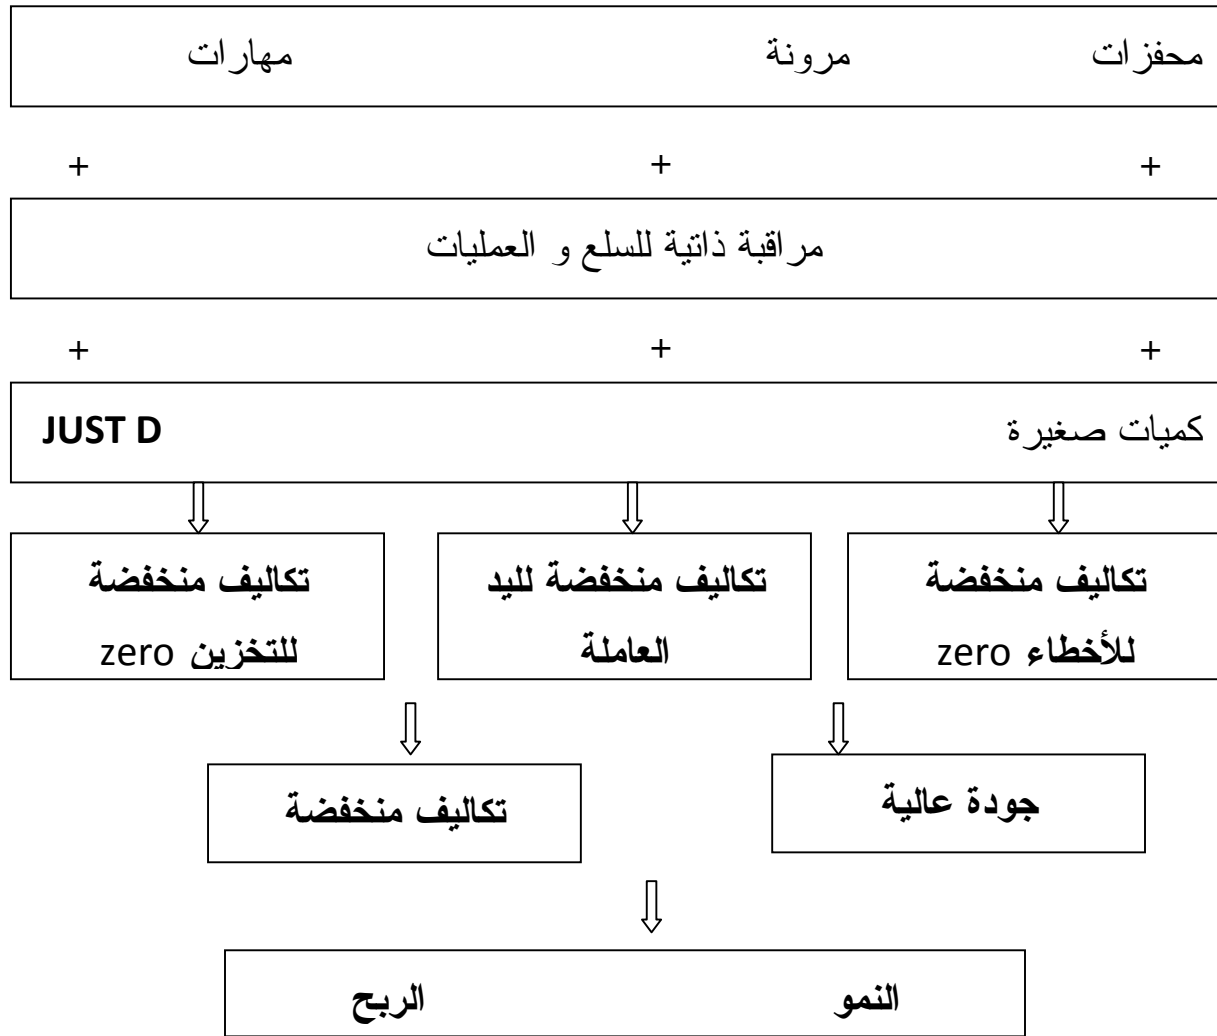 محفزات مرونة مهارات
+ + +
مراقبة ذاتية للسلع و العمليات
+ + +
كميات صغيرة JUST D
تكاليف منخفضة
للأخطاء zero
تكاليف منخفضة لليد
العاملة
تكاليف منخفضة
للتخزين zero
جودة عالية
تكاليف منخفضة
النمو الربح